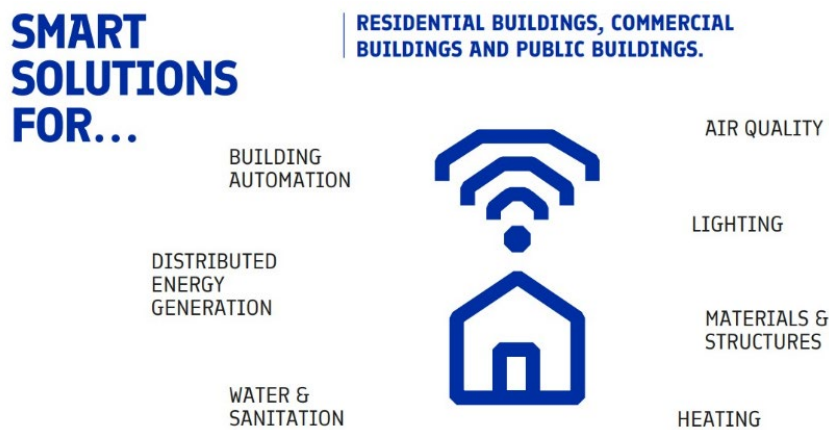 SMART
SOLUTIONS
FOR...
RESIDENTIAL BUILDINGS, COMMERCIAL
BUILDINGS AND PUBLIC BUILDINGS.
BUILDING
AUTOMATION
DISTRIBUTED
ENERGY
GENERATION
WATER &
SANITATION
AIR QUALITY
LIGHTING
MATERIALS &
STRUCTURES
HEATING